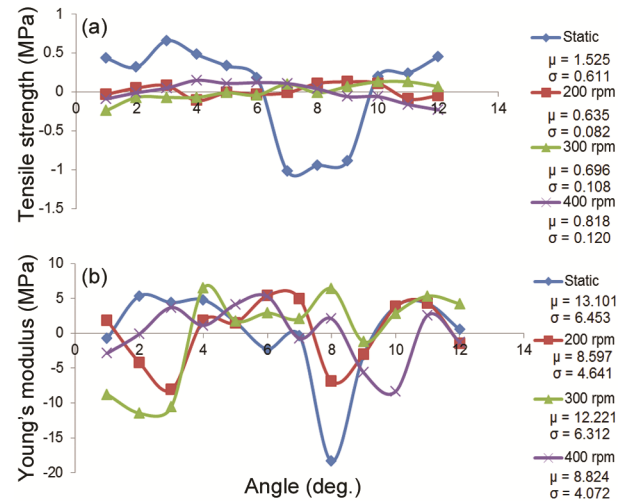 (a)
Tensile strength (MPa)
1
0.5
0
-0.5
-1
-1.5
0
2
4
6
8
10
12
14
Static
μ = 1.525
σ = 0.611
200 rpm
μ = 0.635
σ = 0.082
300 rpm
μ = 0.696
σ = 0.108
400 rpm
μ = 0.818
σ = 0.120
(b)
Young's modulus (MPa)
10
5
0
-5
-10
-15
-20
0
2
4
6
8
10
12
14
Angle (deg.)
Static
μ = 13.101
σ = 6.453
200 rpm
μ = 8.597
σ = 4.641
300 rpm
μ = 12.221
σ = 6.312
400 rpm
μ = 8.824
σ = 4.072